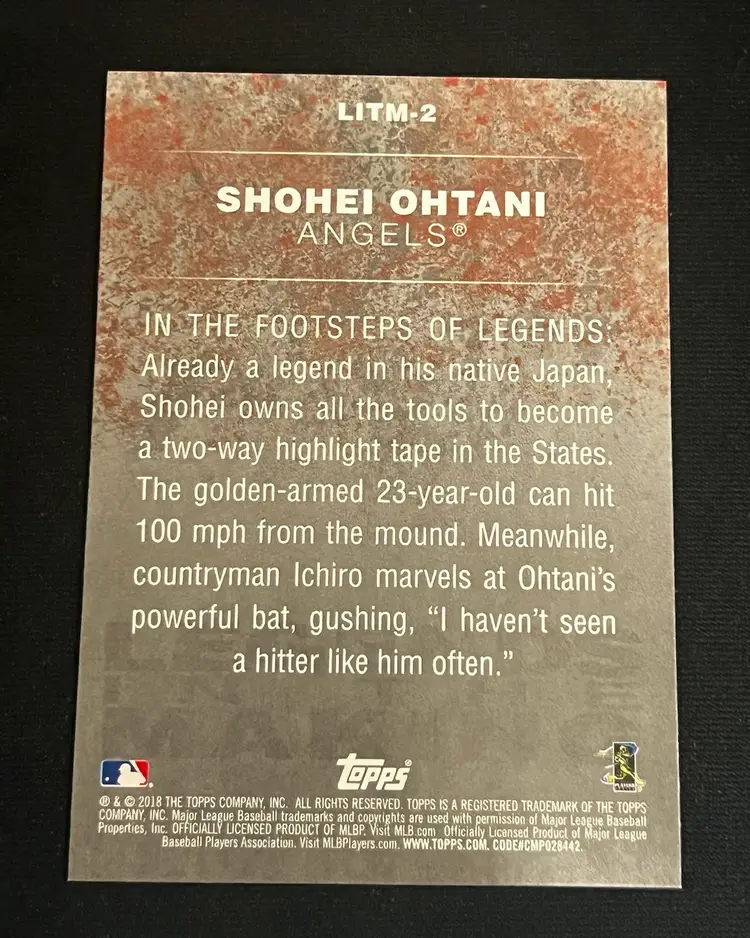 LITM-2
SHOHEI OHTANI
ANGELS®
IN THE FOOTSTEPS OF LEGENDS:
Already a legend in his native Japan,
Shohei owns all the tools to become
a two-way highlight tape in the States.
The golden-armed 23-year-old can hit
100 mph from the mound. Meanwhile,
countryman Ichiro marvels at Ohtani's
powerful bat, gushing, “I haven't seen
a hitter like him often.”
topps®
® & © 2018 THE TOPPS COMPANY, INC. ALL RIGHTS RESERVED. TOPPS IS A REGISTERED TRADEMARK OF THE TOPPS
COMPANY, INC. Major League Baseball trademarks and copyrights are used with permission of Major League Baseball
Properties, Inc. OFFICIALLY LICENSED PRODUCT OF MLBP. Visit MLB.com Officially Licensed Product of Major League
Baseball Players Association. Visit MLBPlayers.com. WWW.TOPPS.COM. CODE#CMP028442.